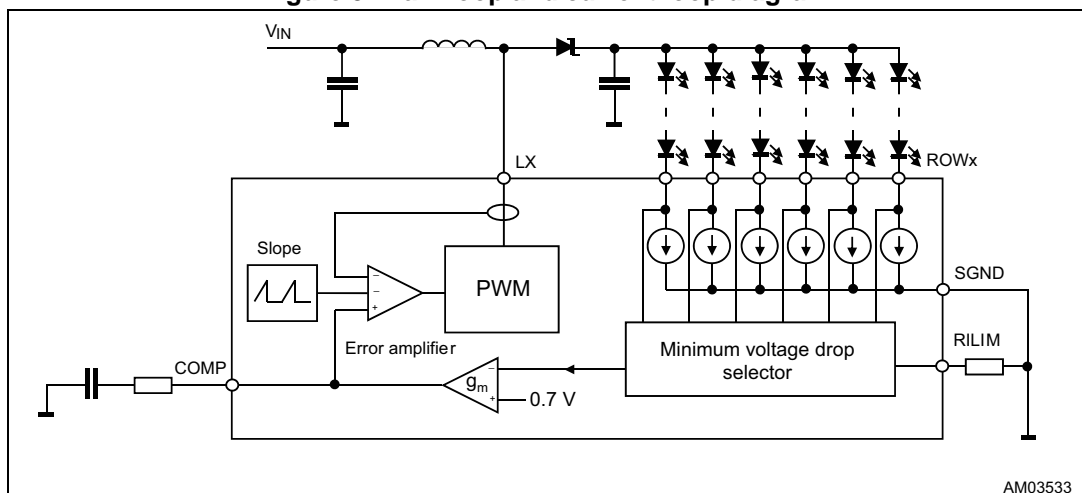 VIN
LX
ROWx
Slope
PWM
SGND
RILIM
Error amplifier
Minimum voltage drop
selector
COMP
gm
0.7 V
AM03533